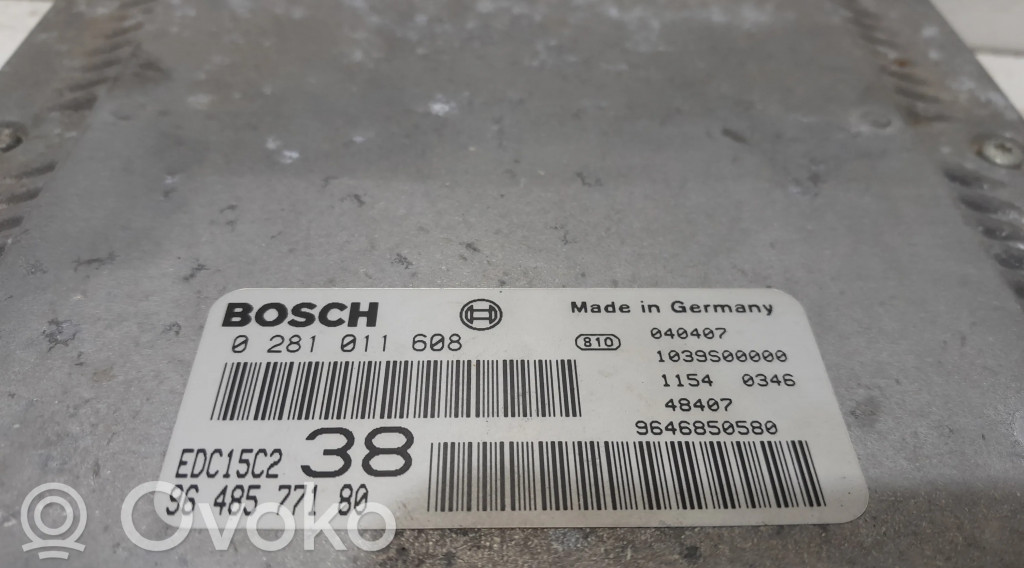 BOSCH
0 281 011 608
EDC15C2 38
96 485 771 80
Made in Germany
810 040407
1039S00000
1154 0346
48407
9646850580
Ovoko